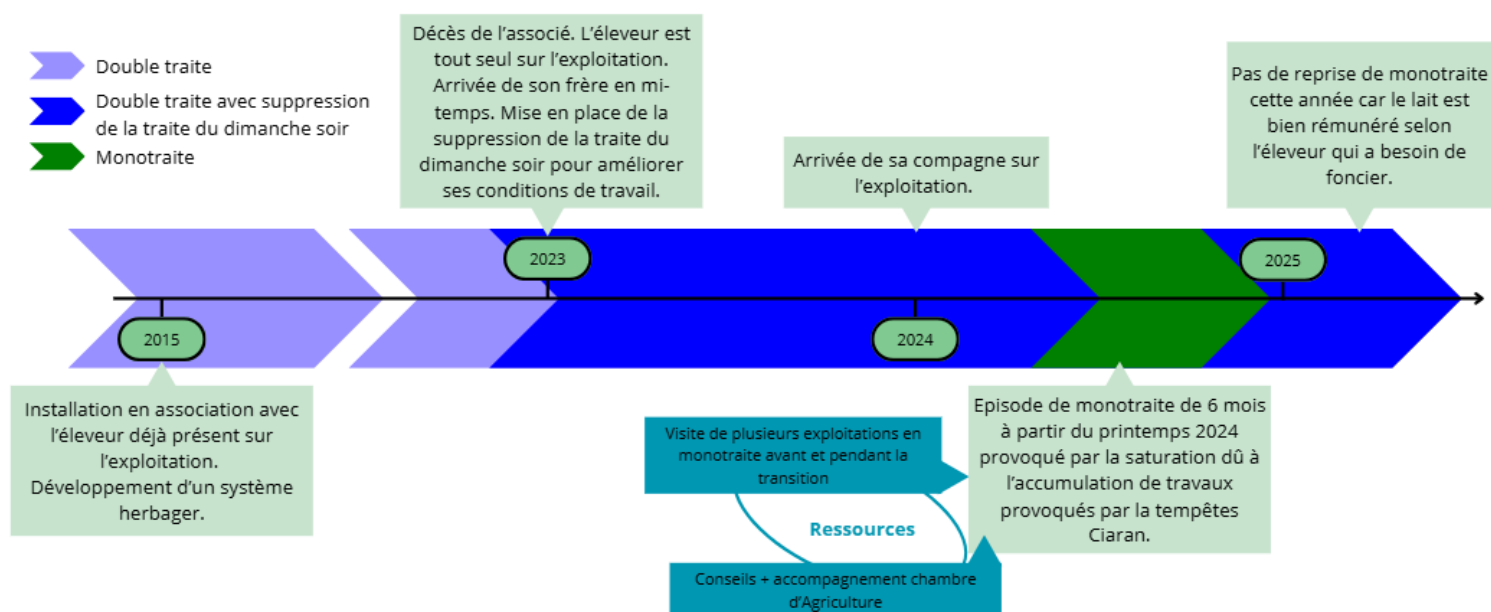 Double traite
Double traite avec suppression
de la traite du dimanche soir
Monotraite
Décès de l'associé. L'éleveur est
tout seul sur l'exploitation.
Arrivée de son frère en mi-
temps. Mise en place de la
suppression de la traite du
dimanche soir pour améliorer
ses conditions de travail.
Arrivée de sa compagne sur
l'exploitation.
Pas de reprise de monotraite
cette année car le lait est
bien rémunéré selon
l'éleveur qui a besoin de
foncier.
2023
2025
2015
2024
Installation en association avec
l'éleveur déjà présent sur
l'exploitation.
Développement d'un système
herbager.
Visite de plusieurs exploitations en
monotraite avant et pendant la
transition
Ressources
Conseils + accompagnement chambre
d'Agriculture
Episode de monotraite de 6 mois
à partir du printemps 2024
provoqué par la saturation dû à
l'accumulation de travaux
provoqués par la tempêtes
Ciaran.